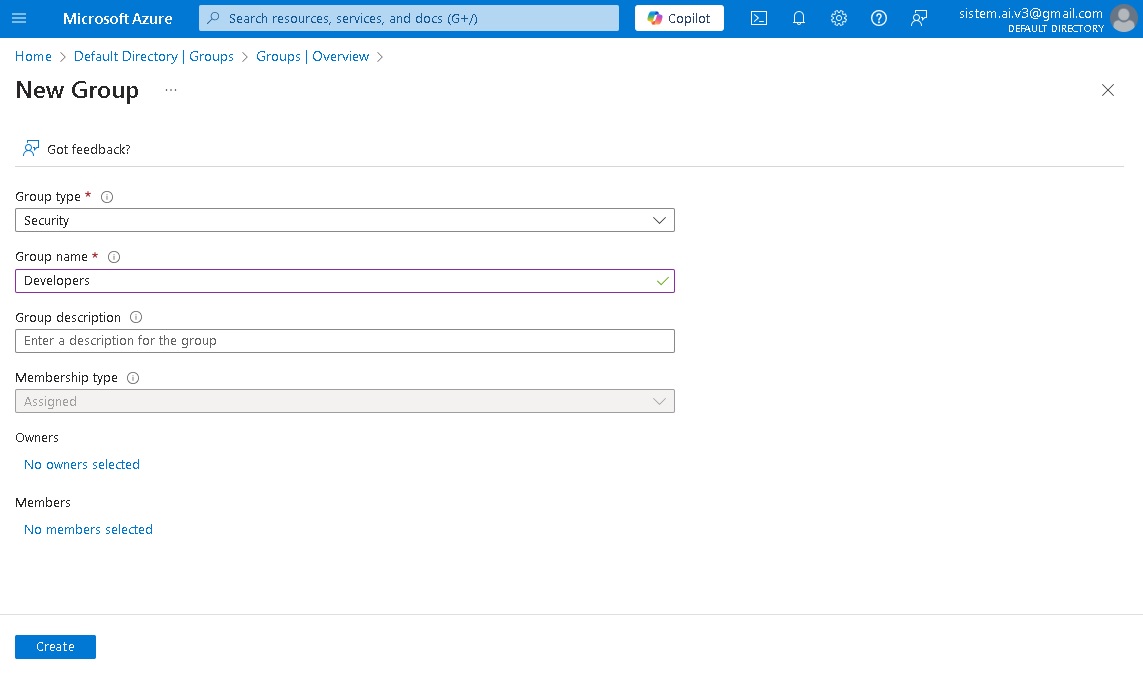 Microsoft Azure
Search resources, services, and docs (G+/)
Copilot
sistem.ai.v3@gmail.com
DEFAULT DIRECTORY
Home > Default Directory | Groups > Groups | Overview >
New Group ...
Got feedback?
Group type *
Security
Group name *
Developers
Group description
Enter a description for the group
Membership type
Assigned
Owners
No owners selected
Members
No members selected
Create